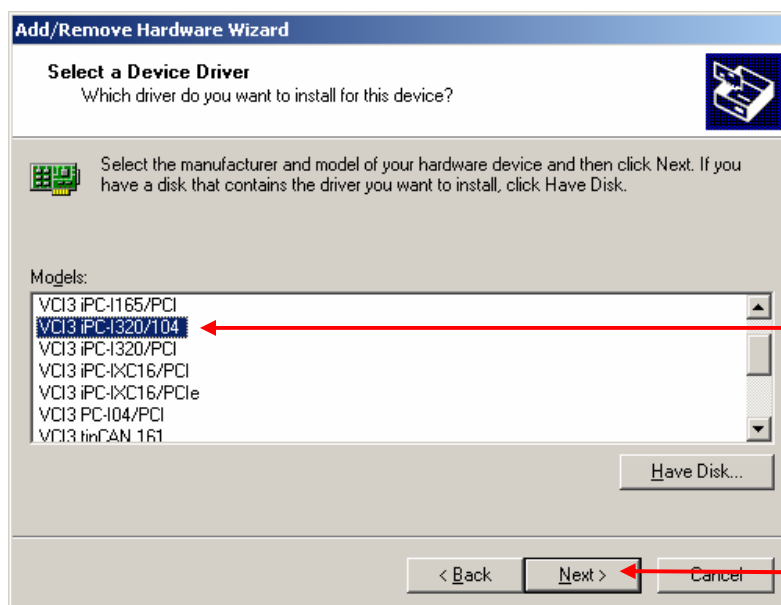 Add/Remove Hardware Wizard
Select a Device Driver
Which driver do you want to install for this device?
Select the manufacturer and model of your hardware device and then click Next. If you
have a disk that contains the driver you want to install, click Have Disk.
Models:
VCI3 iPC-I165/PCI
VCI3 iPC-I320/104
VCI3 iPC-I320/PCI
VCI3 iPC-IXC16/PCI
VCI3 iPC-IXC16/PCIe
VCI3 PC-I04/PCI
VCI3 tinCAN 161
Have Disk...
< Back Next > Cancel